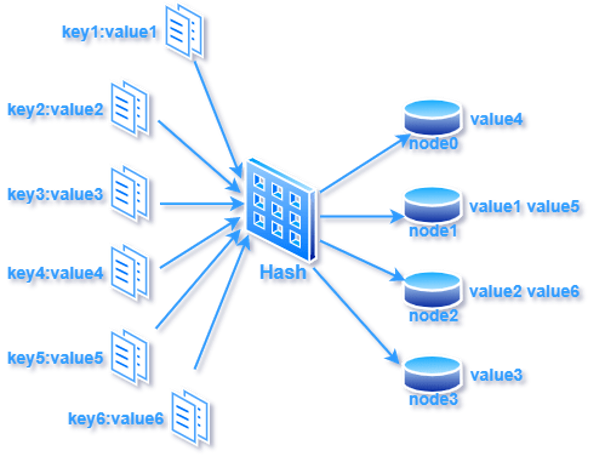 key1:value1
key2:value2
key3:value3
key4:value4
key5:value5
key6:value6
Hash
value4
node0
value1 value5
node1
value2 value6
node2
value3
node3